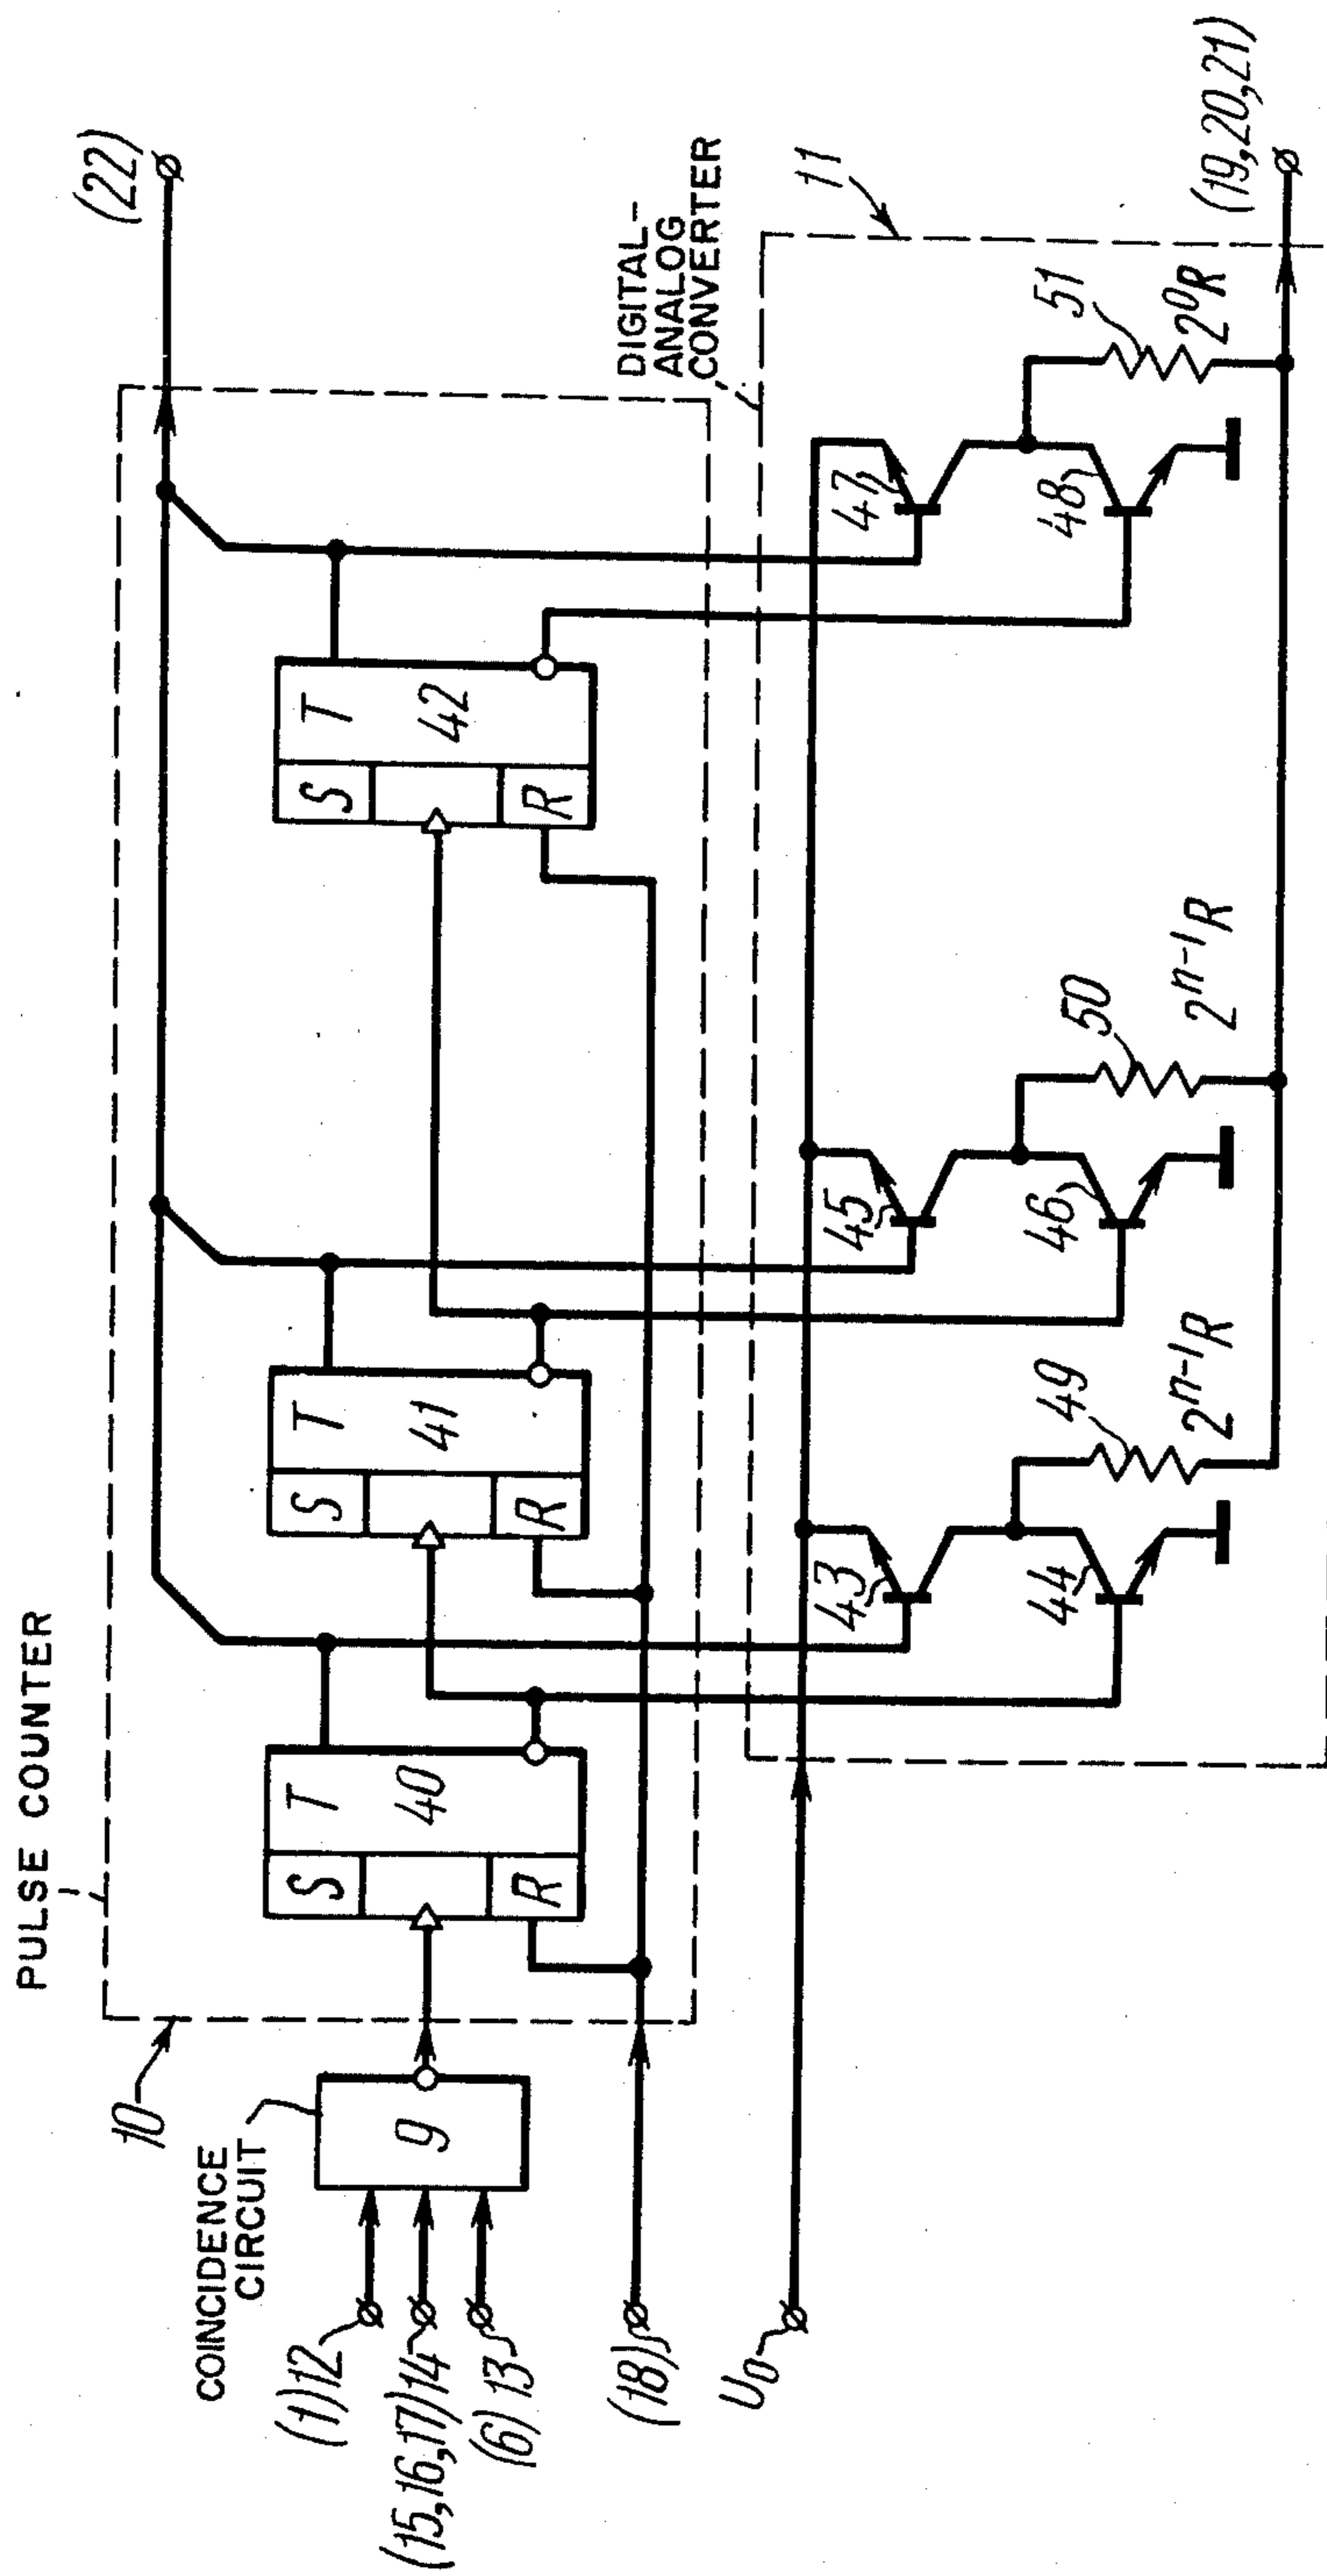 PULSE COUNTER
(22)
10
COINDICENCE
CIRCUIT
9
(1) 12
(15,16,17) 14
(6) 13
(18)
S
T
R
40
S
T
R
41
S
T
R
42
DIGITAL-
ANALOG
CONVERTER
11
U0
43
44
45
46
47
48
49
2ⁿ⁻¹R
50
2ⁿ⁻¹R
51
2⁰R
(19,20,21)